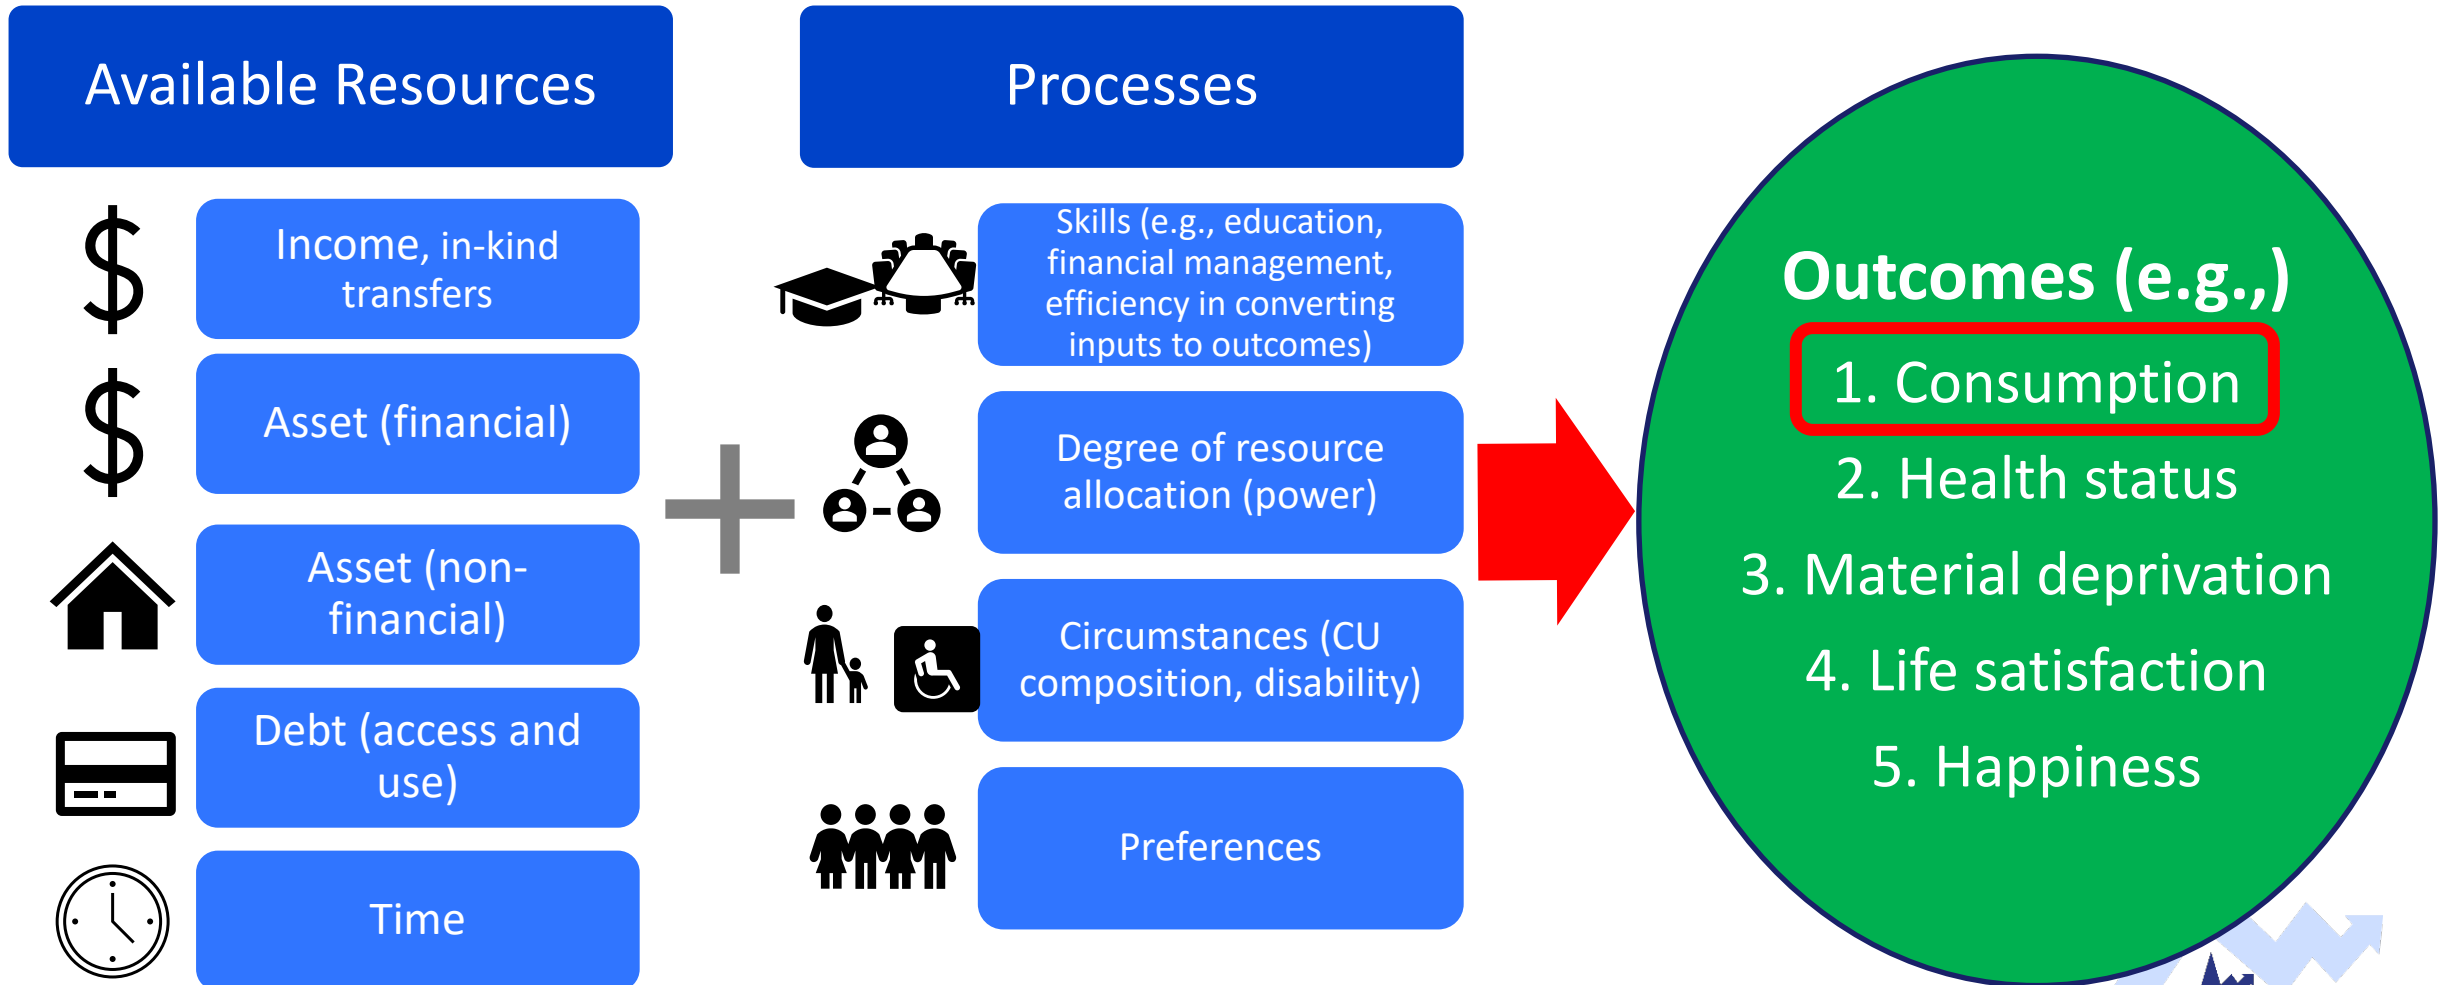 Available Resources
Income, in-kind
transfers
Asset (financial)
Asset (non-
financial)
Debt (access and
use)
Time
Processes
Skills (e.g., education,
financial management,
efficiency in converting
inputs to outcomes)
Degree of resource
allocation (power)
Circumstances (CU
composition, disability)
Preferences
Outcomes (e.g.,)
1. Consumption
2. Health status
3. Material deprivation
4. Life satisfaction
5. Happiness